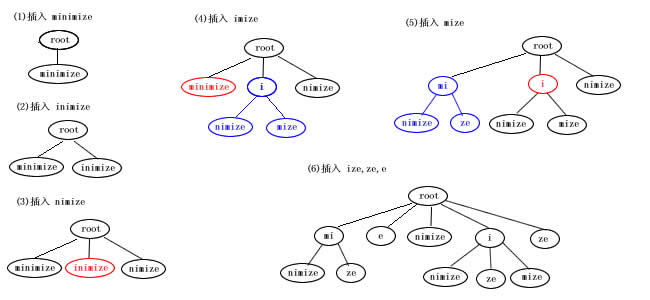 (1)插入 minimize
root
minimize
(2)插入 inimize
root
minimize inimize
(3)插入 nimize
root
minimize inimize nimize
(4)插入 imize
root
minimize i nimize
nimize mize
(5)插入 mize
root
mi i nimize
nimize ze nimize mize
(6)插入 ize,ze,e
root
mi e nimize i ze
nimize ze nimize ze mize